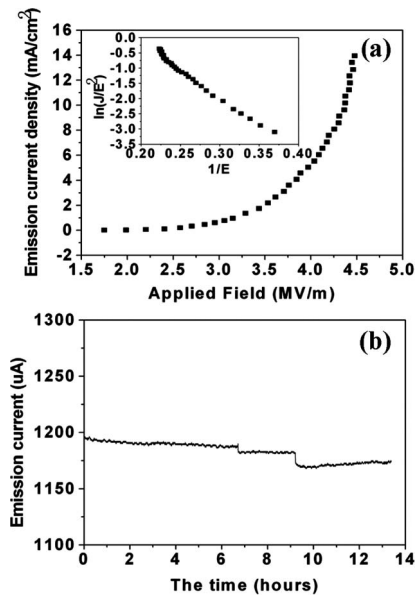 (a)
Emission current density (mA/cm²)
16
14
12
10
8
6
4
2
0
-2
1.5 2.0 2.5 3.0 3.5 4.0 4.5 5.0
Applied Field (MV/m)
ln(J/E²)
0.0
-0.5
-1.0
-1.5
-2.0
-2.5
-3.0
-3.5
0.20 0.25 0.30 0.35 0.40
1/E
(b)
Emission current (uA)
1300
1200
1150
1100
0 2 4 6 8 10 12 14
The time (hours)